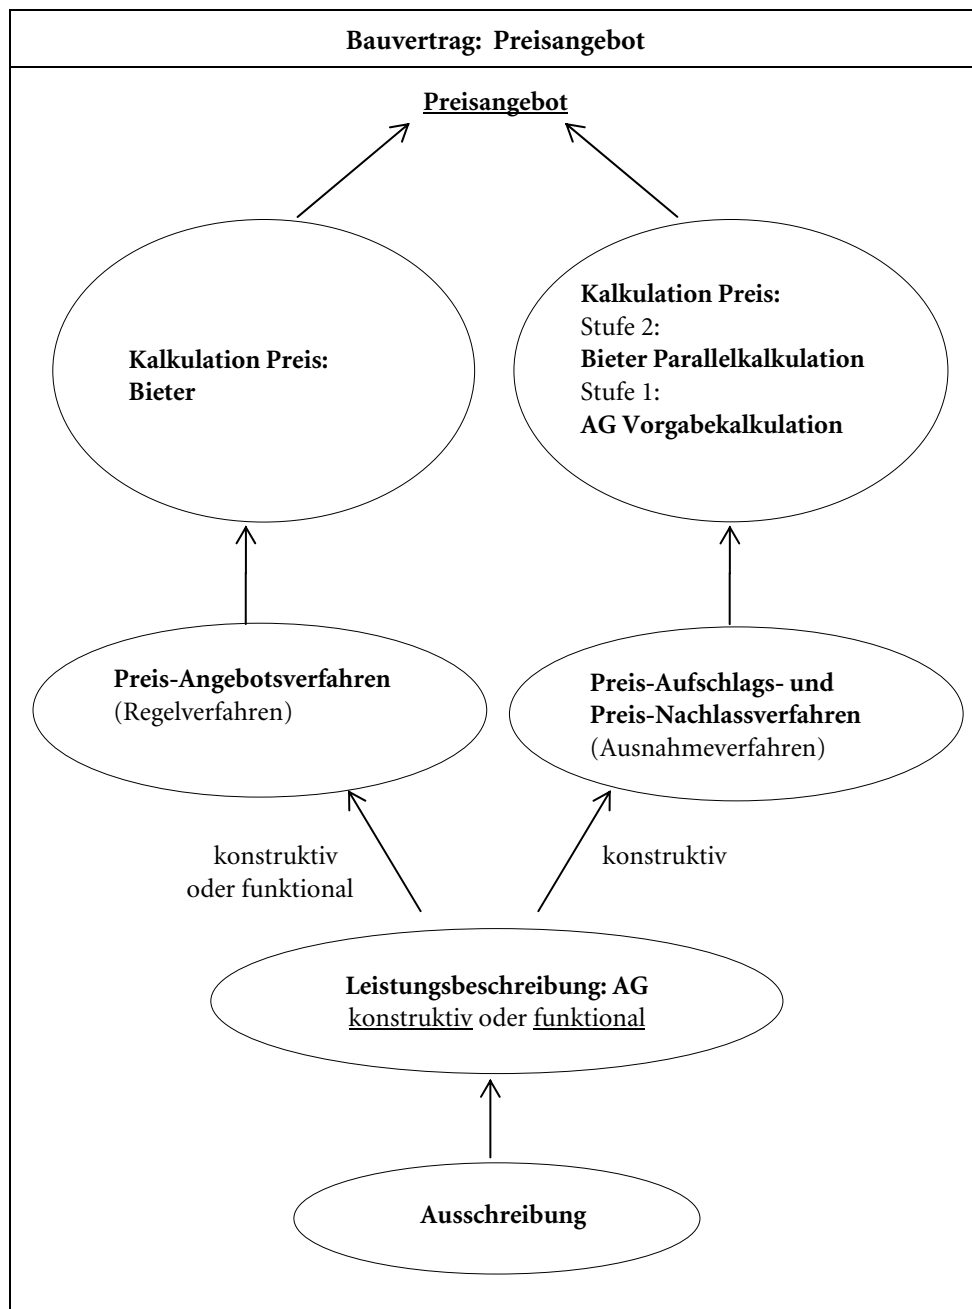 Bauvertrag: Preisangebot
Preisangebot
Kalkulation Preis:
Bieter
Kalkulation Preis:
Stufe 2:
Bieter Parallelkalkulation
Stufe 1:
AG Vorgabekalkulation
Preis-Angebotsverfahren
(Regelverfahren)
Preis-Aufschlags- und
Preis-Nachlassverfahren
(Ausnahmeverfahren)
konstruktiv
oder funktional
konstruktiv
Leistungsbeschreibung: AG
konstruktiv oder funktional
Ausschreibung